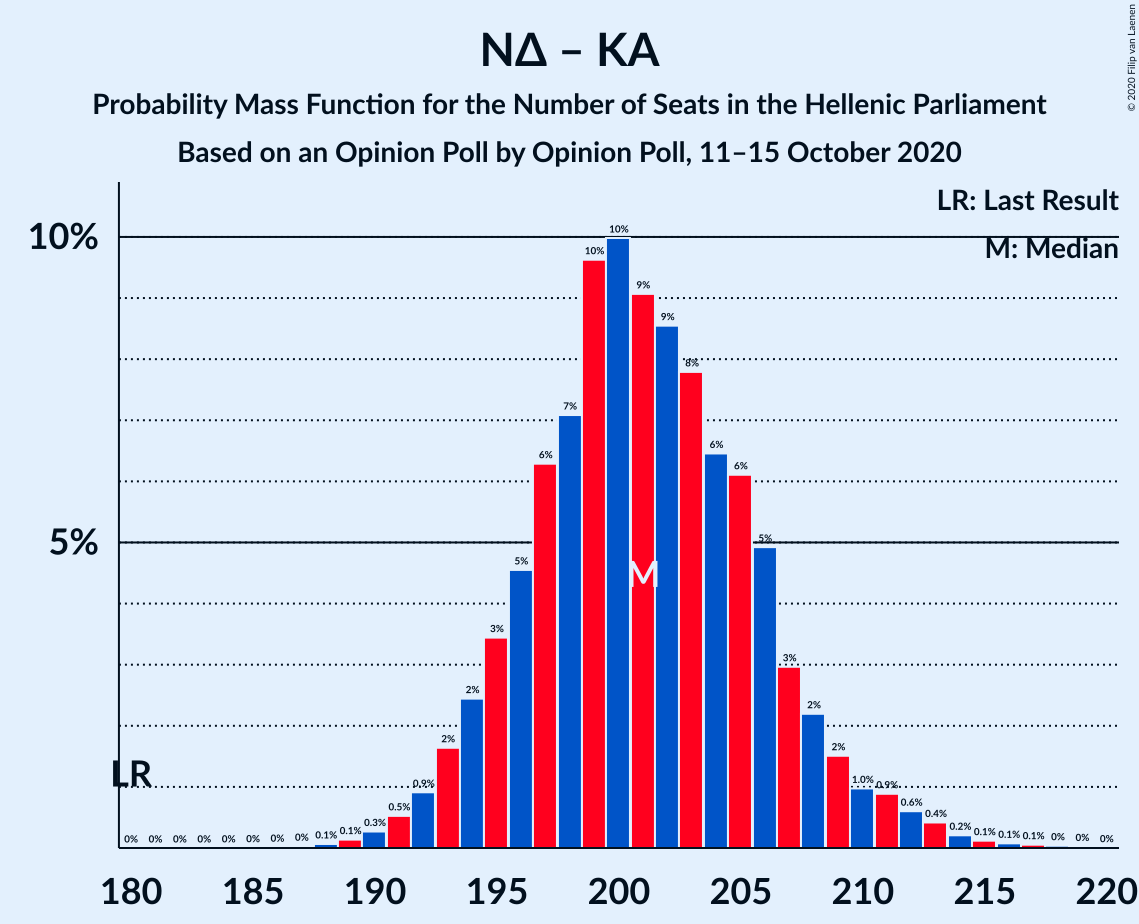 © 2020 Filip van Laenen
ΝΔ – ΚΑ
Probability Mass Function for the Number of Seats in the Hellenic Parliament
Based on an Opinion Poll by Opinion Poll, 11–15 October 2020
LR: Last Result
M: Median
10%
5%
LR
M
0% 0% 0% 0% 0% 0% 0% 0% 0.1% 0.1% 0.3% 0.5% 0.9% 2% 2% 3% 5% 6% 7% 10% 10% 9% 9% 8% 6% 6% 5% 3% 2% 2% 1.0% 0.9% 0.6% 0.4% 0.2% 0.1% 0.1% 0.1% 0% 0% 0%
180 185 190 195 200 205 210 215 220